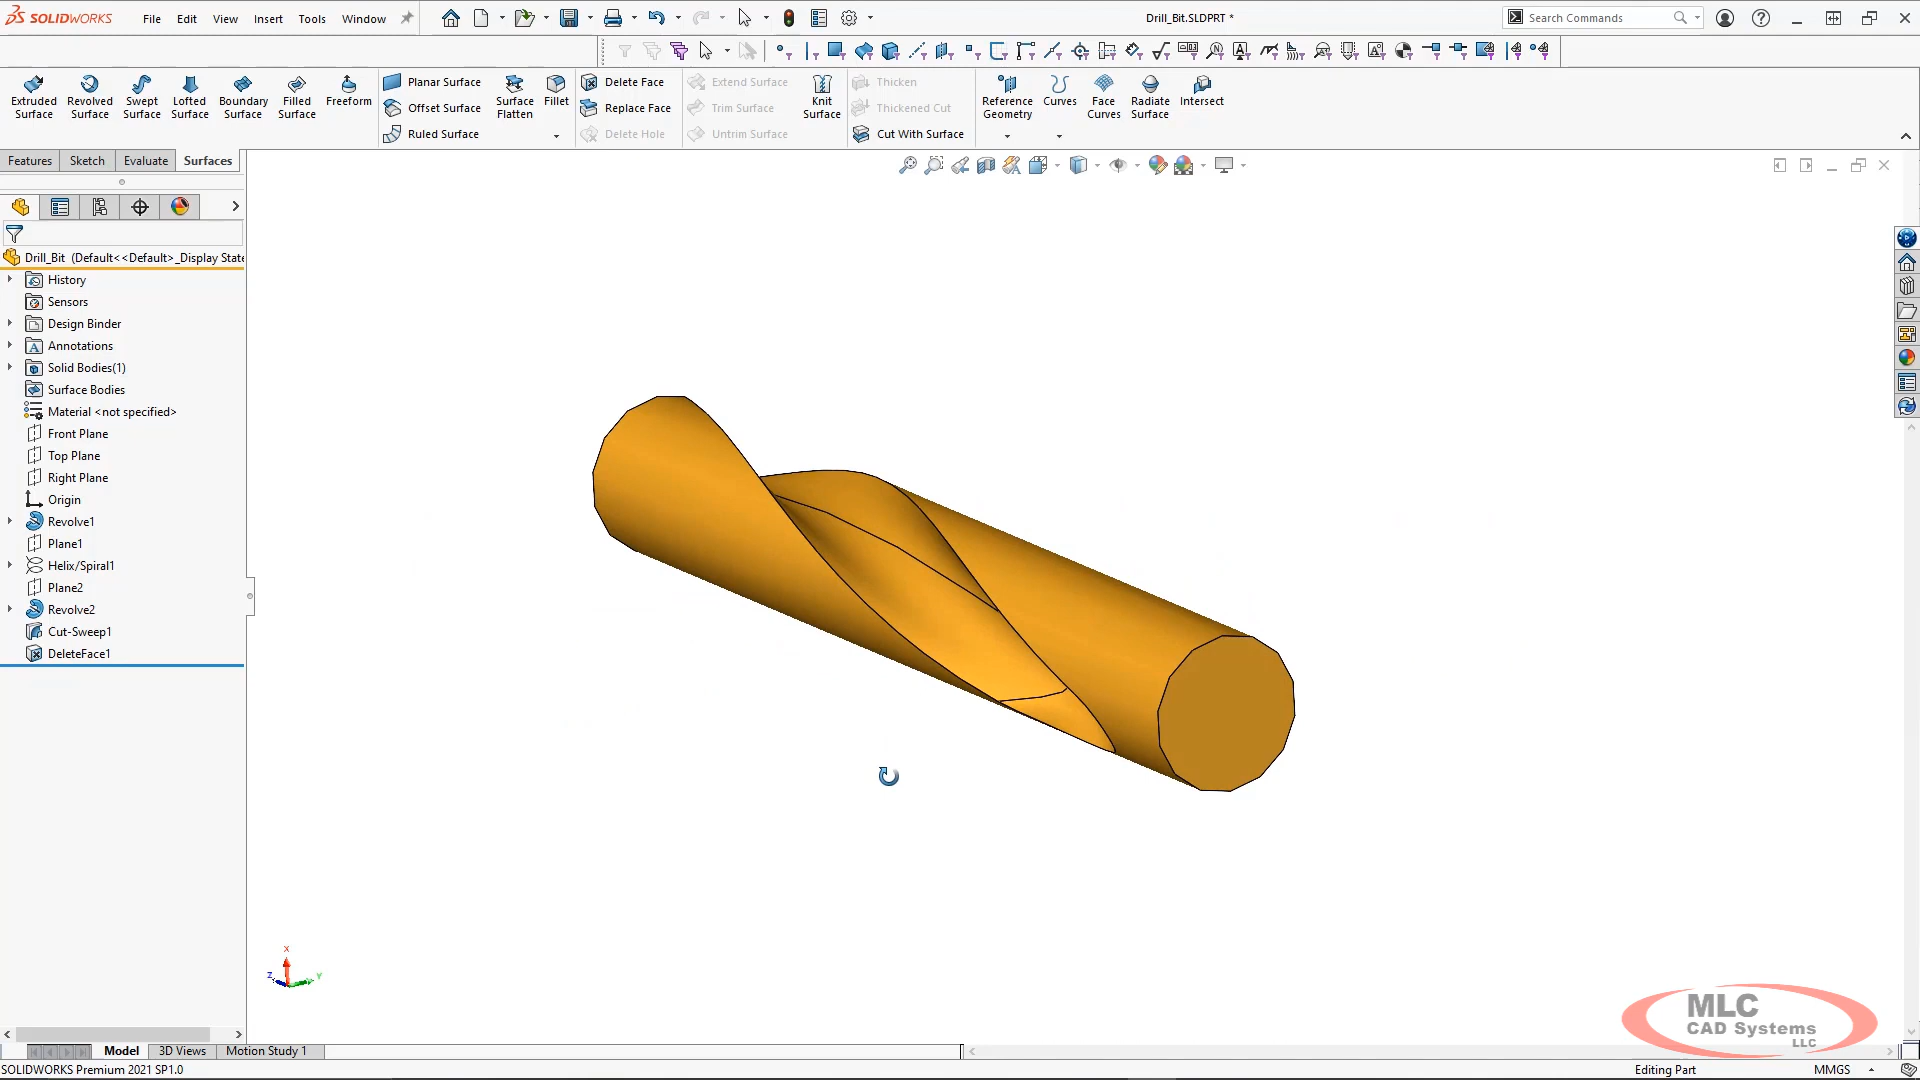 SOLIDWORKS File Edit View Insert Tools Window Drill_Bit.SLDPRT * Search Commands
Extruded Surface
Revolved Surface
Swept Surface
Lofted Surface
Boundary Surface
Filled Surface
Freeform
Planar Surface
Offset Surface
Ruled Surface
Surface Flatten
Fillet
Delete Face
Replace Face
Delete Hole
Extend Surface
Trim Surface
Untrim Surface
Knit Surface
Thicken
Thickened Cut
Cut With Surface
Reference Geometry
Curves
Face Curves
Radiate Surface
Intersect
Features Sketch Evaluate Surfaces
Drill_Bit (Default<<Default>_Display State
History
Sensors
Design Binder
Annotations
Solid Bodies(1)
Surface Bodies
Material <not specified>
Front Plane
Top Plane
Right Plane
Origin
Revolve1
Plane1
Helix/Spiral1
Plane2
Revolve2
Cut-Sweep1
DeleteFace1
X
Z Y
MLC
CAD Systems
LLC
Model 3D Views Motion Study 1
SOLIDWORKS Premium 2021 SP1.0 Editing Part MMGS